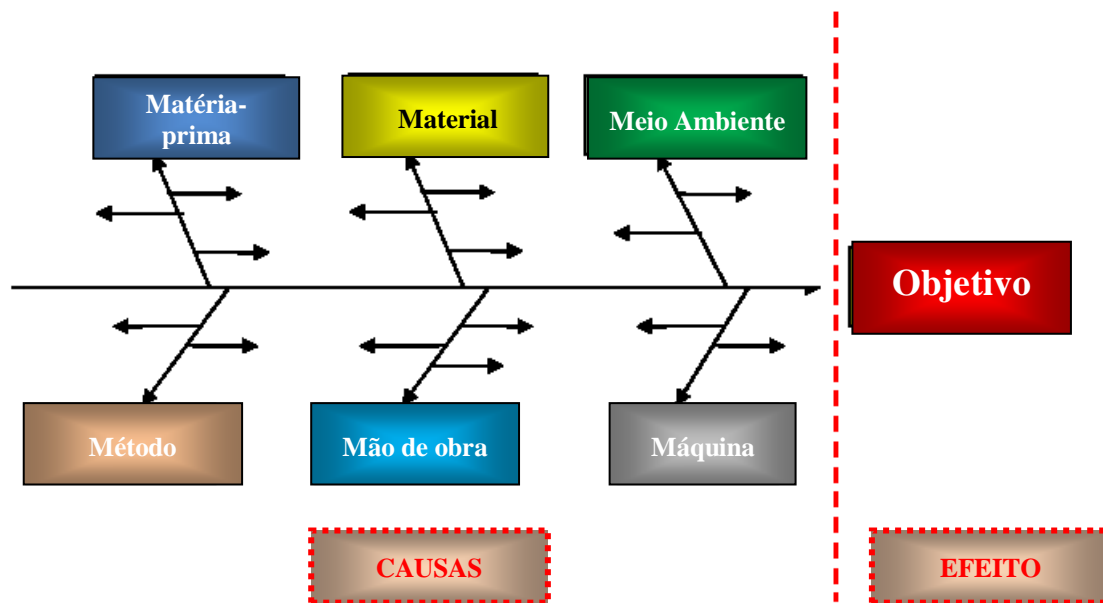 Matéria-
prima
Material
Meio Ambiente
Objetivo
Método
Mão de obra
Máquina
CAUSAS
EFEITO